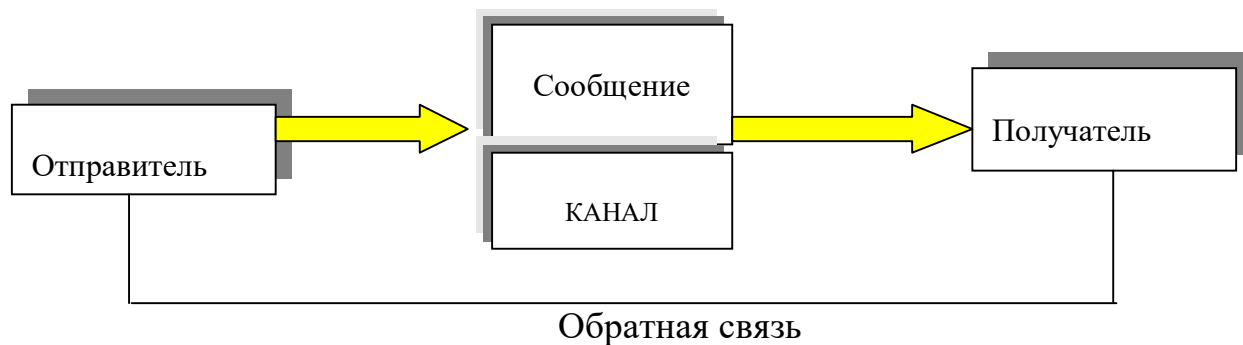 Сообщение
Отправитель
Получатель
КАНАЛ
Обратная связь